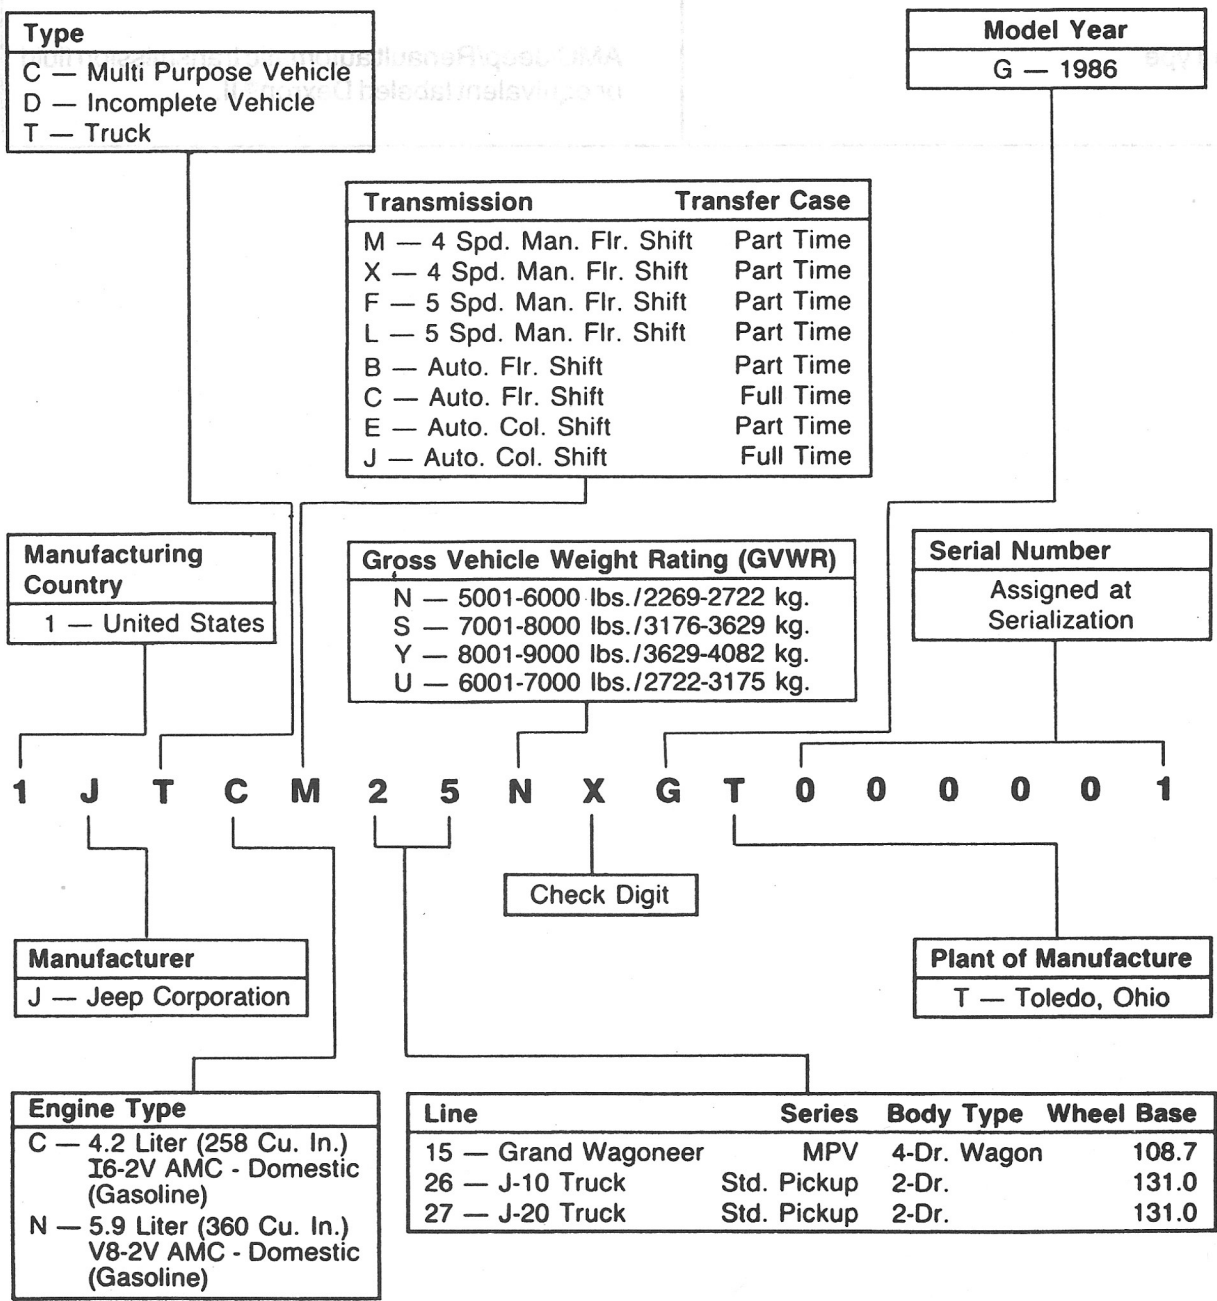 Type
C — Multi Purpose Vehicle
D — Incomplete Vehicle
T — Truck
Model Year
G — 1986
Transmission Transfer Case
M — 4 Spd. Man. Flr. Shift Part Time
X — 4 Spd. Man. Flr. Shift Part Time
F — 5 Spd. Man. Flr. Shift Part Time
L — 5 Spd. Man. Flr. Shift Part Time
B — Auto. Flr. Shift Part Time
C — Auto. Flr. Shift Full Time
E — Auto. Col. Shift Part Time
J — Auto. Col. Shift Full Time
Manufacturing
Country
1 — United States
Gross Vehicle Weight Rating (GVWR)
N — 5001-6000 lbs./2269-2722 kg.
S — 7001-8000 lbs./3176-3629 kg.
Y — 8001-9000 lbs./3629-4082 kg.
U — 6001-7000 lbs./2722-3175 kg.
Serial Number
Assigned at
Serialization
1 J T C M 2 5 N X G T 0 0 0 0 0 1
Check Digit
Manufacturer
J — Jeep Corporation
Plant of Manufacture
T — Toledo, Ohio
Engine Type
C — 4.2 Liter (258 Cu. In.)
I6-2V AMC - Domestic
(Gasoline)
N — 5.9 Liter (360 Cu. In.)
V8-2V AMC - Domestic
(Gasoline)
Line Series Body Type Wheel Base
15 — Grand Wagoneer MPV 4-Dr. Wagon 108.7
26 — J-10 Truck Std. Pickup 2-Dr. 131.0
27 — J-20 Truck Std. Pickup 2-Dr. 131.0